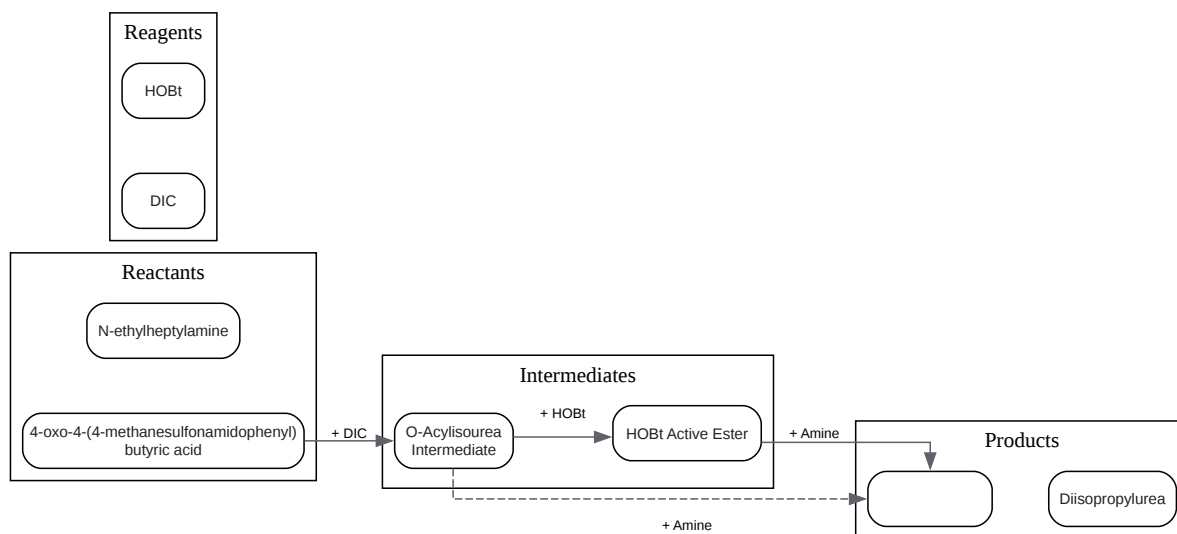 Reagents
HOBt
DIC
Reactants
N-ethylheptylamine
4-oxo-4-(4-methanesulfonamidophenyl)
butyric acid
+ DIC
Intermediates
O-Acylisourea
Intermediate
+ HOBt
HOBt Active Ester
+ Amine
+ Amine
Products
Diisopropylurea